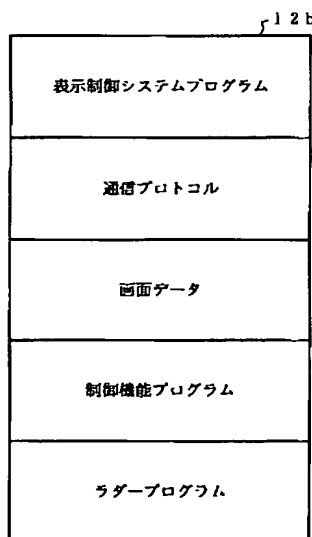 12b
表示制御システムプログラム
通信プロトコル
画面データ
制御機能プログラム
ラダープログラム